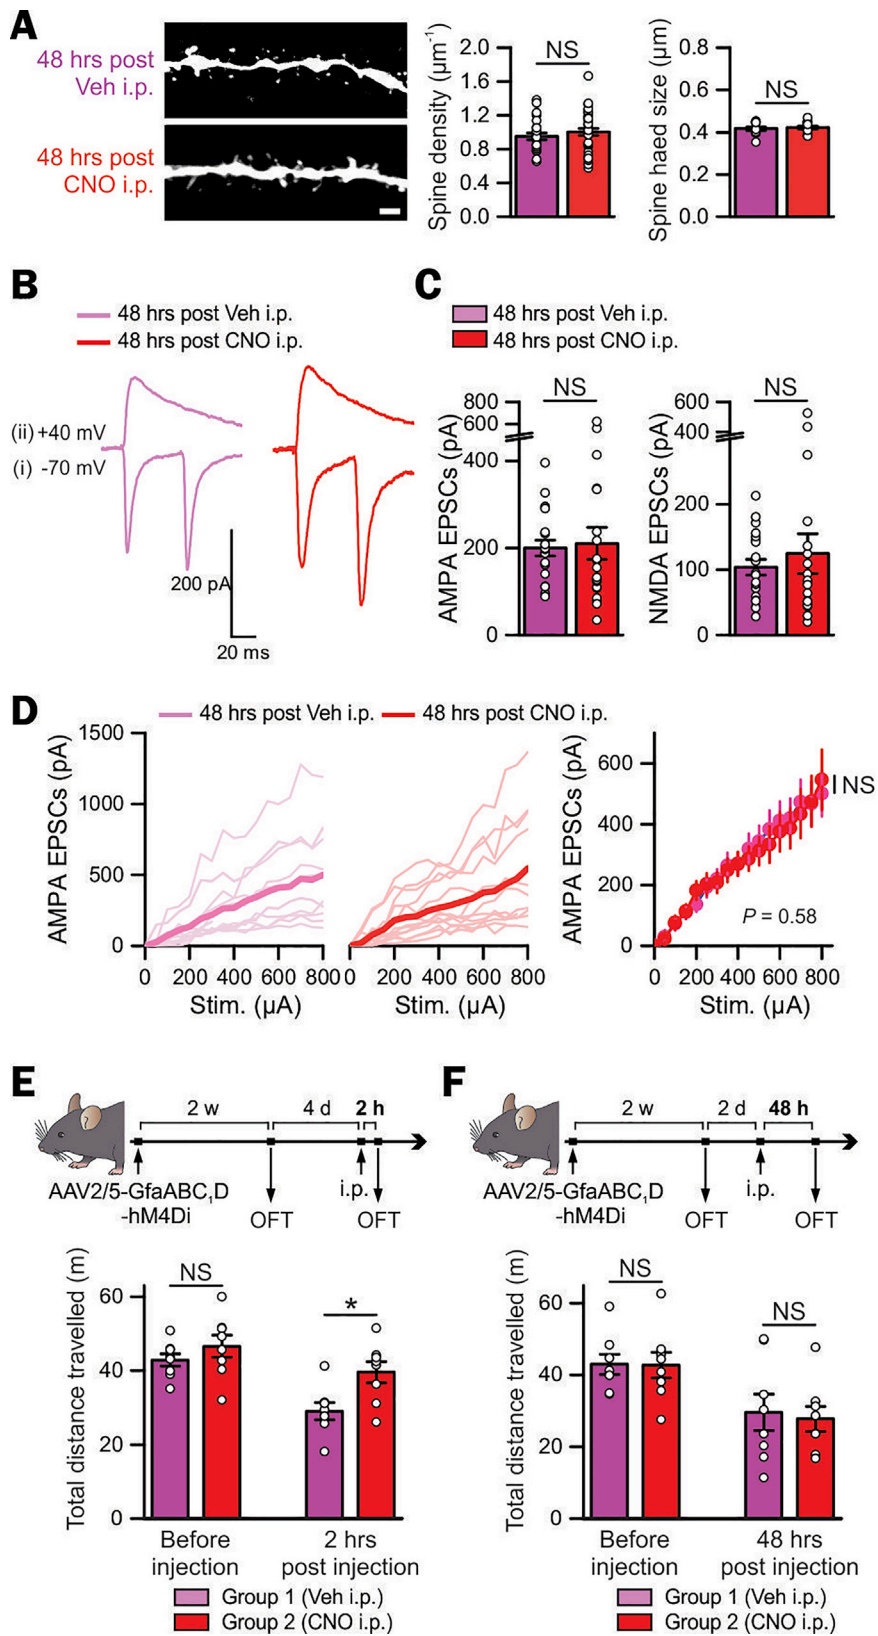 A
48 hrs post
Veh i.p.
48 hrs post
CNO i.p.
Spine density (µm⁻¹)
2.0
1.6
1.2
0.8
0.4
0.0
NS
Spine haed size (µm)
0.8
0.6
0.4
0.2
0.0
NS
B
48 hrs post Veh i.p.
48 hrs post CNO i.p.
(ii) +40 mV
(i) -70 mV
200 pA
20 ms
C
48 hrs post Veh i.p.
48 hrs post CNO i.p.
AMPA EPSCs (pA)
800
600
400
200
0
NS
NMDA EPSCs (pA)
600
400
200
100
0
NS
D
48 hrs post Veh i.p.
48 hrs post CNO i.p.
AMPA EPSCs (pA)
1500
1000
500
0
0 200 400 600 800
Stim. (µA)
0 200 400 600 800
Stim. (µA)
AMPA EPSCs (pA)
600
400
200
0
NS
P = 0.58
0 200 400 600 800
Stim. (µA)
E
2 w
4 d
2 h
AAV2/5-GfaABC₁D
-hM4Di
OFT
i.p.
OFT
Total distance travelled (m)
60
40
20
0
NS
*
Before
injection
2 hrs
post injection
Group 1 (Veh i.p.)
Group 2 (CNO i.p.)
F
2 w
2 d
48 h
AAV2/5-GfaABC₁D
-hM4Di
OFT
i.p.
OFT
Total distance travelled (m)
60
40
20
0
NS
NS
Before
injection
48 hrs
post injection
Group 1 (Veh i.p.)
Group 2 (CNO i.p.)